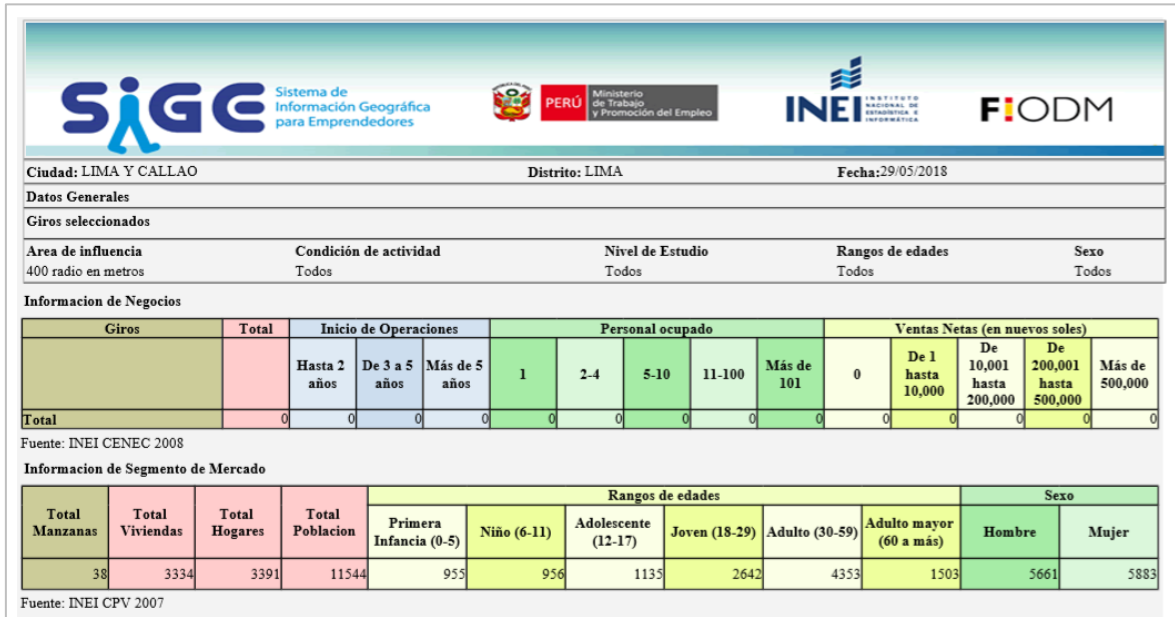 SiGE
Sistema de
Información Geográfica
para Emprendedores
PERÚ
Ministerio
de Trabajo
y Promoción del Empleo
INEI
INSTITUTO
NACIONAL DE
ESTADÍSTICA E
INFORMÁTICA
FIODM
Ciudad: LIMA Y CALLAO Distrito: LIMA Fecha:29/05/2018
Datos Generales
Giros seleccionados
Area de influencia Condición de actividad Nivel de Estudio Rangos de edades Sexo
400 radio en metros Todos Todos Todos Todos
Informacion de Negocios
Giros Total Inicio de Operaciones Personal ocupado Ventas Netas (en nuevos soles)
Hasta 2 años De 3 a 5 años Más de 5 años 1 2-4 5-10 11-100 Más de 101 0 De 1 hasta 10,000 De 10,001 hasta 200,000 De 200,001 hasta 500,000 Más de 500,000
Total 0 0 0 0 0 0 0 0 0 0 0 0 0 0
Fuente: INEI CENEC 2008
Informacion de Segmento de Mercado
Total Manzanas Total Viviendas Total Hogares Total Poblacion Rangos de edades Sexo
Primera Infancia (0-5) Niño (6-11) Adolescente (12-17) Joven (18-29) Adulto (30-59) Adulto mayor (60 a más) Hombre Mujer
38 3334 3391 11544 955 956 1135 2642 4353 1503 5661 5883
Fuente: INEI CPV 2007